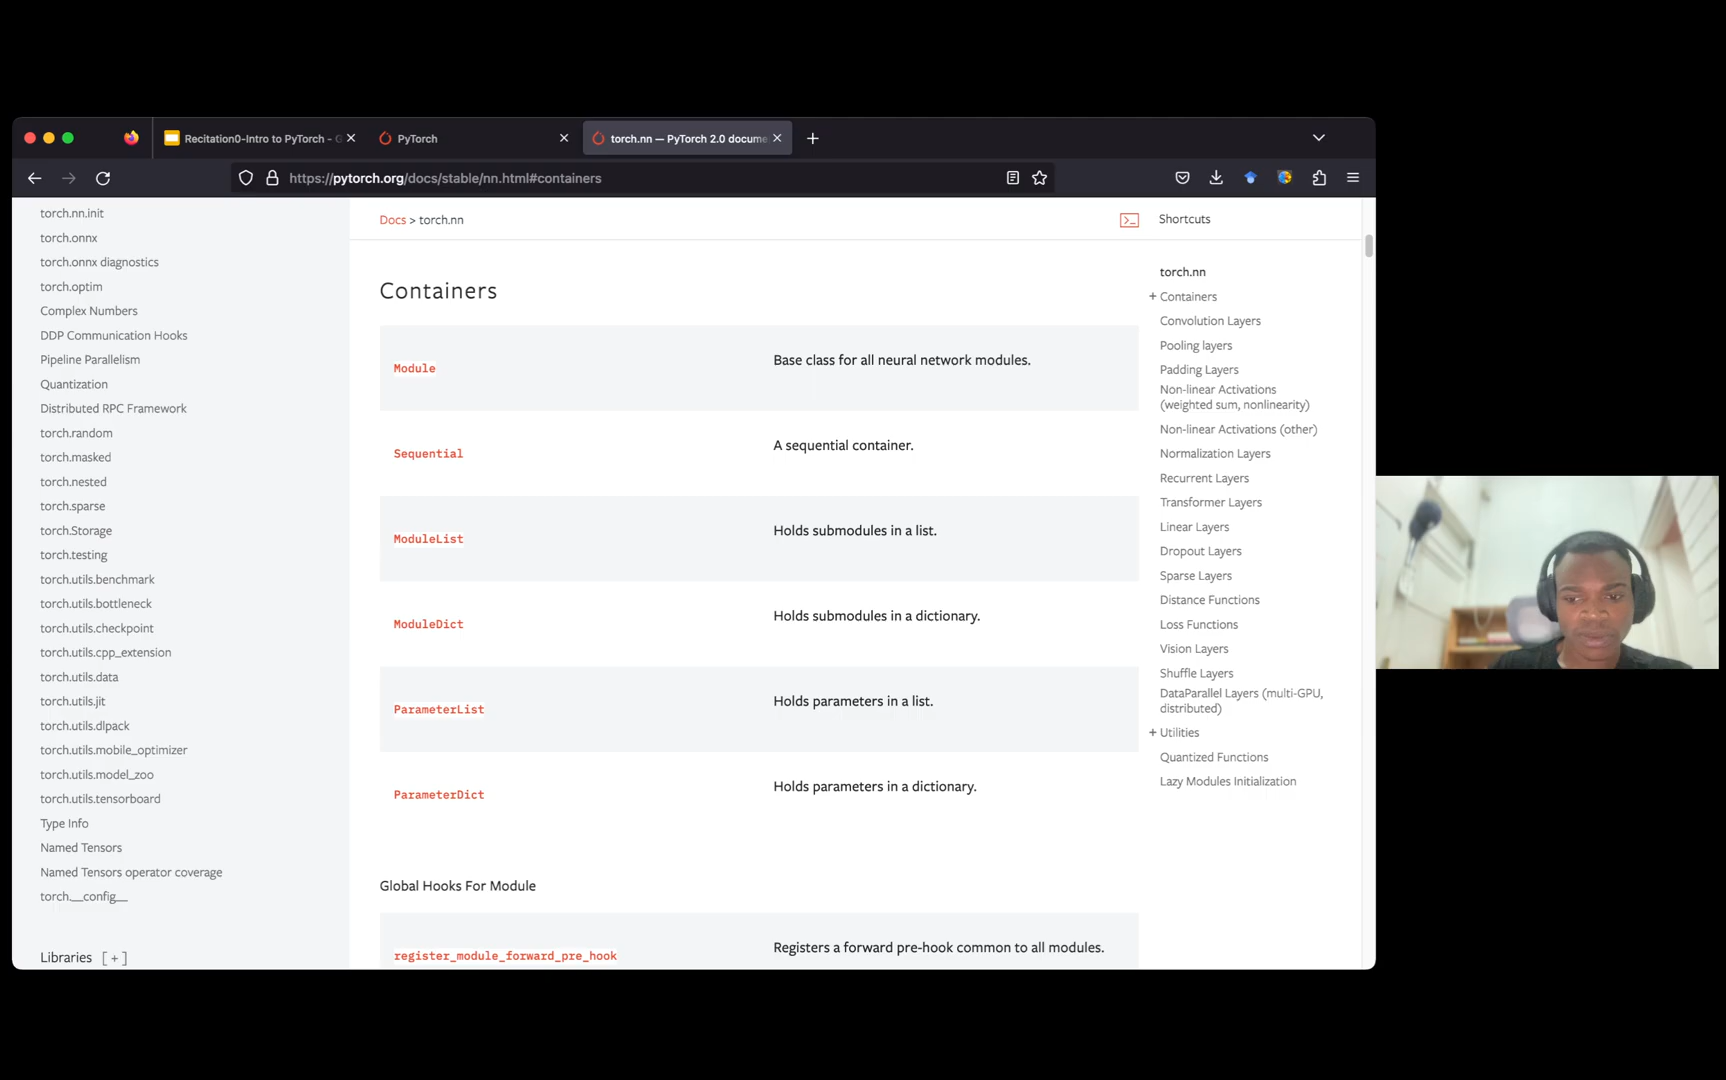 Recitation0-Intro to PyTorch - G
PyTorch
torch.nn — PyTorch 2.0 docume
https://pytorch.org/docs/stable/nn.html#containers
torch.nn.init
torch.onnx
torch.onnx diagnostics
torch.optim
Complex Numbers
DDP Communication Hooks
Pipeline Parallelism
Quantization
Distributed RPC Framework
torch.random
torch.masked
torch.nested
torch.sparse
torch.Storage
torch.testing
torch.utils.benchmark
torch.utils.bottleneck
torch.utils.checkpoint
torch.utils.cpp_extension
torch.utils.data
torch.utils.jit
torch.utils.dlpack
torch.utils.mobile_optimizer
torch.utils.model_zoo
torch.utils.tensorboard
Type Info
Named Tensors
Named Tensors operator coverage
torch.__config__
Libraries [ + ]
Docs > torch.nn
Containers
Module
Base class for all neural network modules.
Sequential
A sequential container.
ModuleList
Holds submodules in a list.
ModuleDict
Holds submodules in a dictionary.
ParameterList
Holds parameters in a list.
ParameterDict
Holds parameters in a dictionary.
Global Hooks For Module
register_module_forward_pre_hook
Registers a forward pre-hook common to all modules.
Shortcuts
torch.nn
+ Containers
Convolution Layers
Pooling layers
Padding Layers
Non-linear Activations
(weighted sum, nonlinearity)
Non-linear Activations (other)
Normalization Layers
Recurrent Layers
Transformer Layers
Linear Layers
Dropout Layers
Sparse Layers
Distance Functions
Loss Functions
Vision Layers
Shuffle Layers
DataParallel Layers (multi-GPU,
distributed)
+ Utilities
Quantized Functions
Lazy Modules Initialization